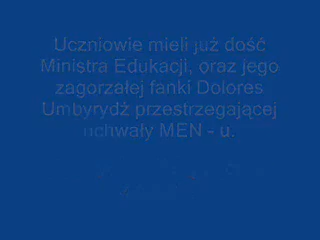 Uczniowie mieli już dość
Ministra Edukacji, oraz jego
zagorzałej fanki Dolores
Umbyrydż przestrzegającej
uchwały MEN - u.